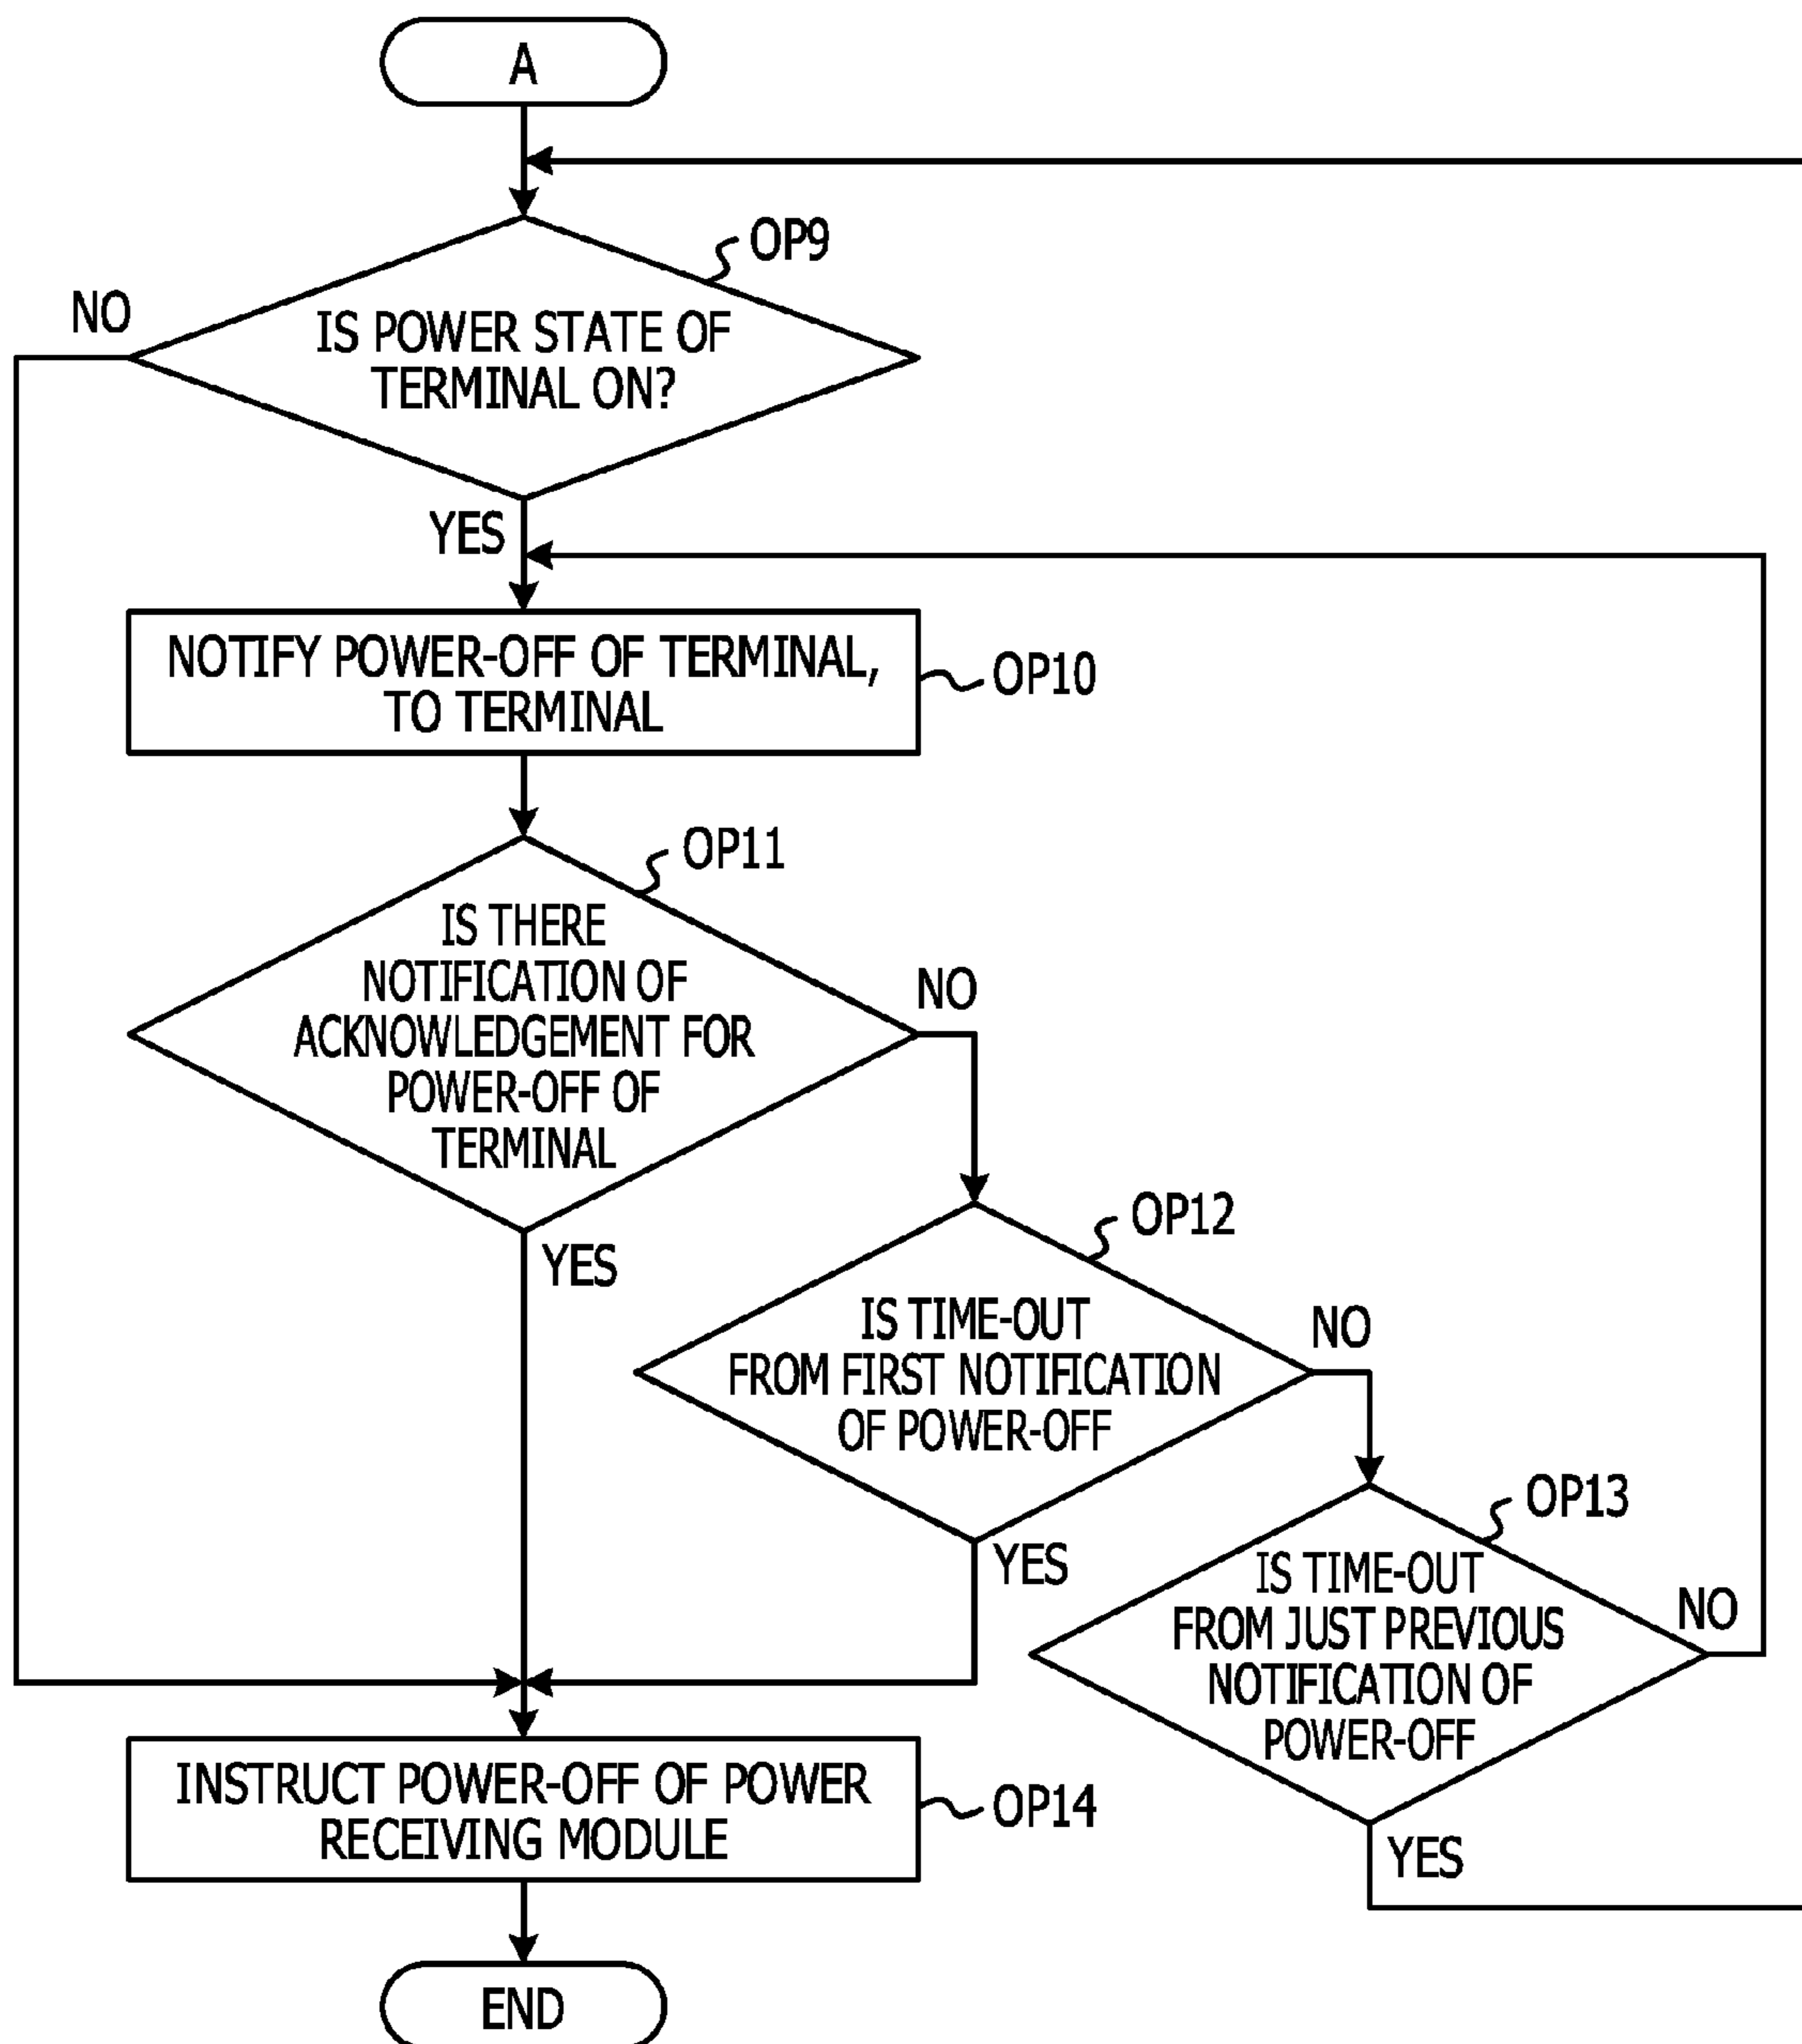 A
OP9
NO
IS POWER STATE OF
TERMINAL ON?
YES
NOTIFY POWER-OFF OF TERMINAL,
TO TERMINAL
OP10
OP11
IS THERE
NOTIFICATION OF
ACKNOWLEDGEMENT FOR
POWER-OFF OF
TERMINAL
NO
YES
OP12
IS TIME-OUT
FROM FIRST NOTIFICATION
OF POWER-OFF
NO
YES
OP13
IS TIME-OUT
FROM JUST PREVIOUS
NOTIFICATION OF
POWER-OFF
NO
YES
INSTRUCT POWER-OFF OF POWER
RECEIVING MODULE
OP14
END